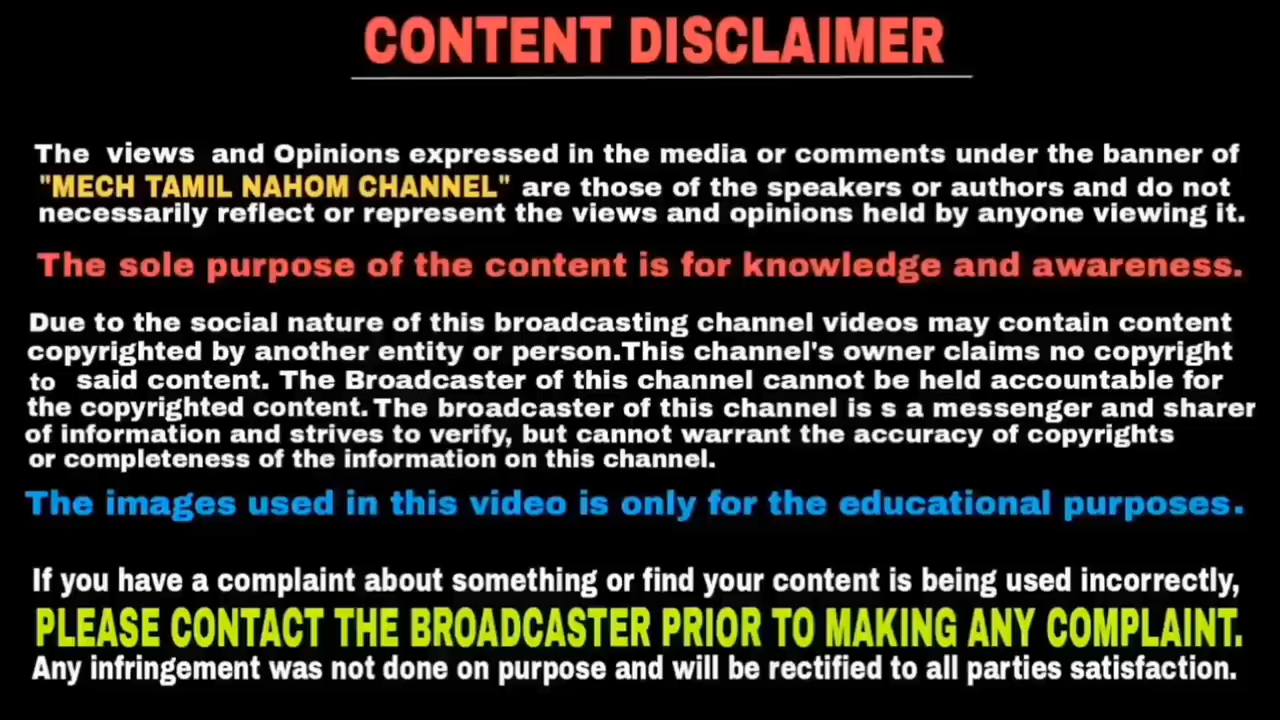 CONTENT DISCLAIMER
The views and Opinions expressed in the media or comments under the banner of
"MECH TAMIL NAHOM CHANNEL" are those of the speakers or authors and do not
necessarily reflect or represent the views and opinions held by anyone viewing it.
The sole purpose of the content is for knowledge and awareness.
Due to the social nature of this broadcasting channel videos may contain content
copyrighted by another entity or person.This channel's owner claims no copyright
to said content. The Broadcaster of this channel cannot be held accountable for
the copyrighted content. The broadcaster of this channel is s a messenger and sharer
of information and strives to verify, but cannot warrant the accuracy of copyrights
or completeness of the information on this channel.
The images used in this video is only for the educational purposes.
If you have a complaint about something or find your content is being used incorrectly,
PLEASE CONTACT THE BROADCASTER PRIOR TO MAKING ANY COMPLAINT.
Any infringement was not done on purpose and will be rectified to all parties satisfaction.